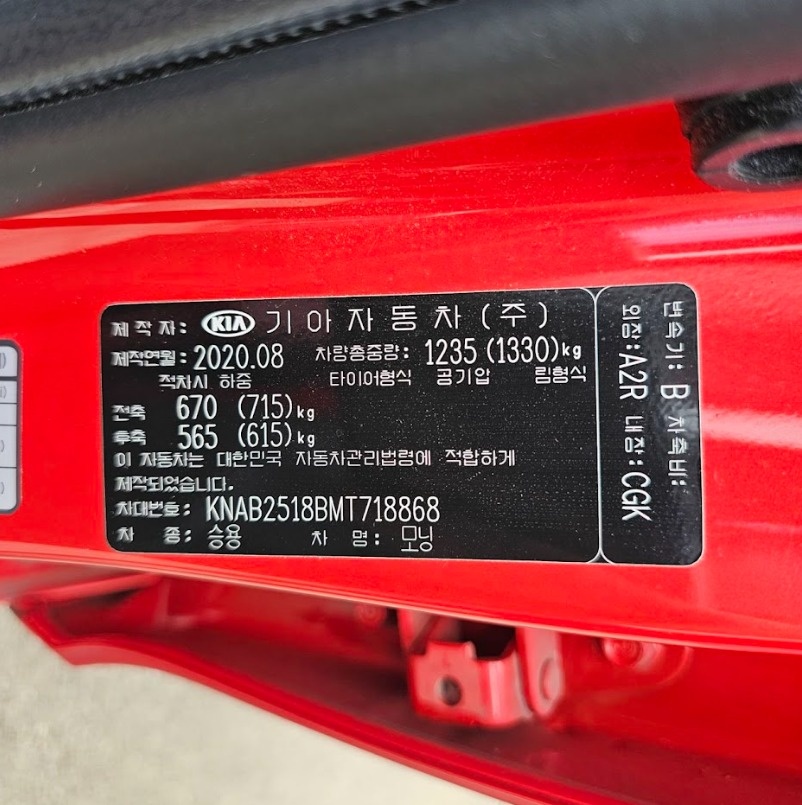 제 작 자: KIA 기 아 자 동 차 ( 주 )
제작연월: 2020.08 차량총중량: 1235 (1330)kg
적차시 하중 타이어형식 공기압 림형식
전축 670 (715)kg
후축 565 (615)kg
이 자동차는 대한민국 자동차관리법령에 적합하게
제작되었습니다.
차대번호: KNAB2518BMT718868
차 종: 승용 차 명: 모닝
변속기: B 차축비:
외장: A2R 내장: CGK